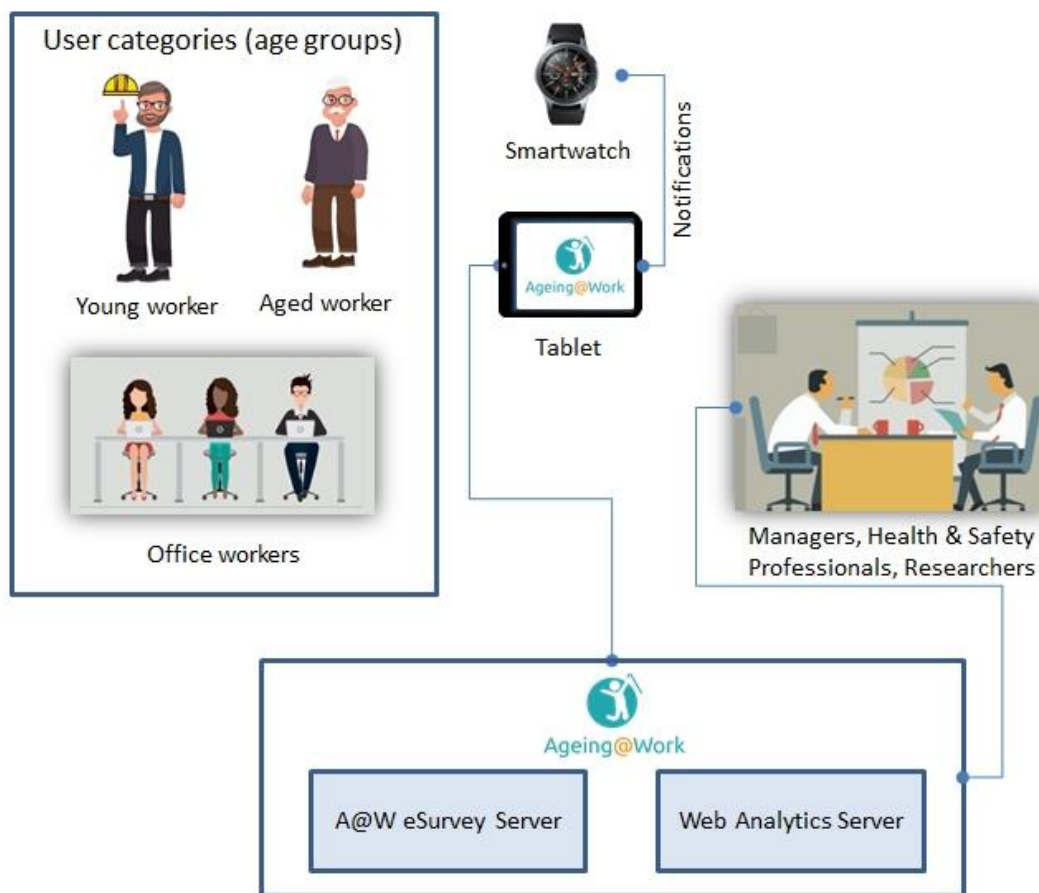 User categories (age groups)
Young worker
Aged worker
Office workers
Smartwatch
Notifications
Ageing@Work
Tablet
Managers, Health & Safety
Professionals, Researchers
Ageing@Work
A@W eSurvey Server
Web Analytics Server